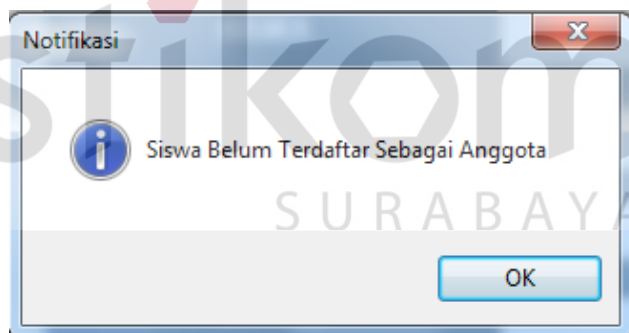 stikom
Notifikasi
Siswa Belum Terdaftar Sebagai Anggota
SURABAYA
OK